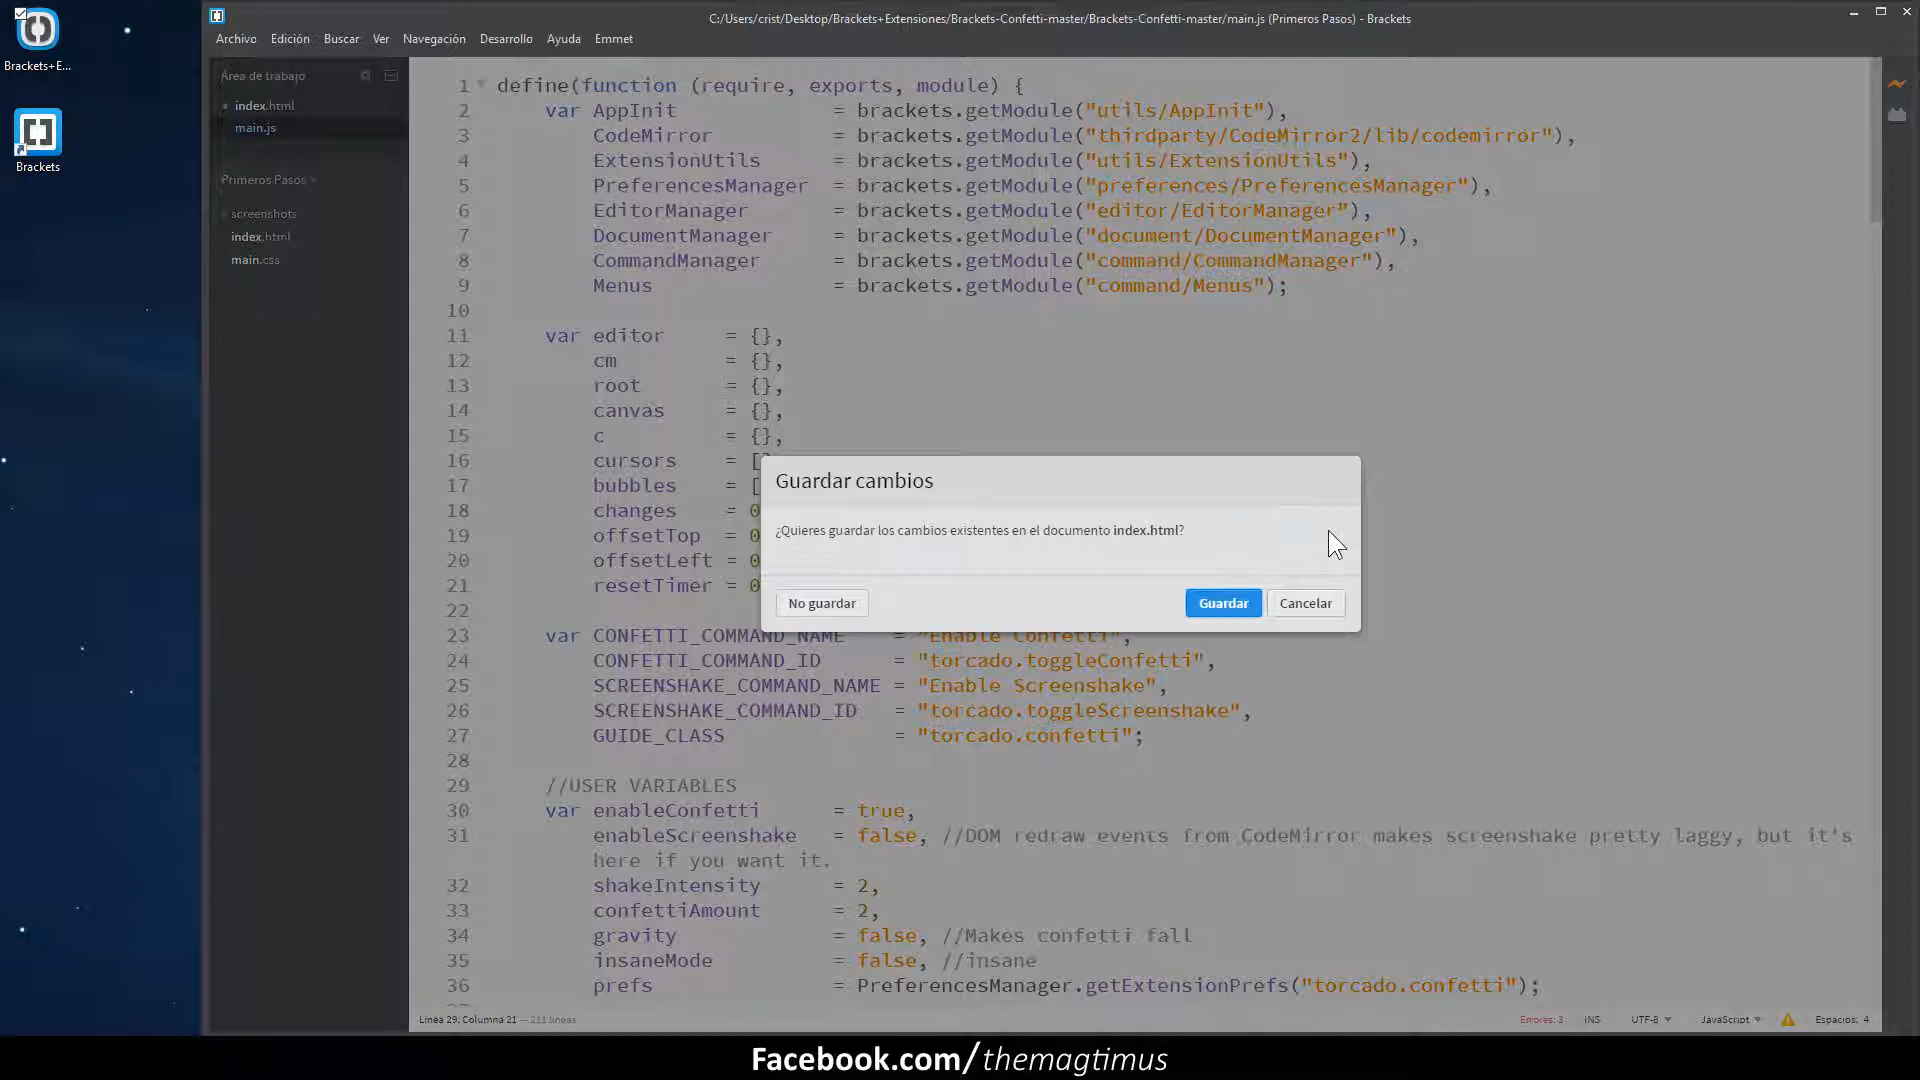 C:/Users/crist/Desktop/Brackets+Extensiones/Brackets-Confetti-master/Brackets-Confetti-master/main.js (Primeros Pasos) - Brackets
Archivo Edición Buscar Ver Navegación Desarrollo Ayuda Emmet
Brackets+E...
Brackets
Área de trabajo
index.html
main.js
Primeros Pasos
screenshots
index.html
main.css
1 define(function (require, exports, module) {
2 var AppInit = brackets.getModule("utils/AppInit"),
3 CodeMirror = brackets.getModule("thirdparty/CodeMirror2/lib/codemirror"),
4 ExtensionUtils = brackets.getModule("utils/ExtensionUtils"),
5 PreferencesManager = brackets.getModule("preferences/PreferencesManager"),
6 EditorManager = brackets.getModule("editor/EditorManager"),
7 DocumentManager = brackets.getModule("document/DocumentManager"),
8 CommandManager = brackets.getModule("command/CommandManager"),
9 Menus = brackets.getModule("command/Menus");
10
11 var editor = {},
12 cm = {},
13 root = {},
14 canvas = {},
15 c = {},
16 cursors = [
17 bubbles = [
18 changes = 0
19 offsetTop = 0
20 offsetLeft = 0
21 resetTimer = 0
22
23 var CONFETTI_COMMAND_NAME = "Enable Confetti",
24 CONFETTI_COMMAND_ID = "torcado.toggleConfetti",
25 SCREENSHAKE_COMMAND_NAME = "Enable Screenshake",
26 SCREENSHAKE_COMMAND_ID = "torcado.toggleScreenshake",
27 GUIDE_CLASS = "torcado.confetti";
28
29 //USER VARIABLES
30 var enableConfetti = true,
31 enableScreenshake = false, //DOM redraw events from CodeMirror makes screenshake pretty laggy, but it's
here if you want it.
32 shakeIntensity = 2,
33 confettiAmount = 2,
34 gravity = false, //Makes confetti fall
35 insaneMode = false, //insane
36 prefs = PreferencesManager.getExtensionPrefs("torcado.confetti");
Guardar cambios
¿Quieres guardar los cambios existentes en el documento index.html?
No guardar Guardar Cancelar
Línea 29; Columna 21 — 211 líneas
Errores: 3 INS UTF-8 JavaScript Espacios: 4
Facebook.com/themagtimus